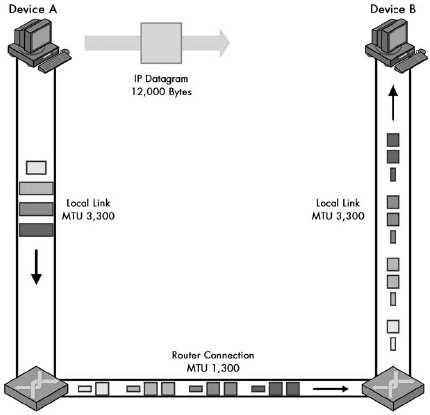 Device A
Device B
IP Datagram
12,000 Bytes
Local Link
MTU 3,300
Local Link
MTU 3,300
Router Connection
MTU 1,300